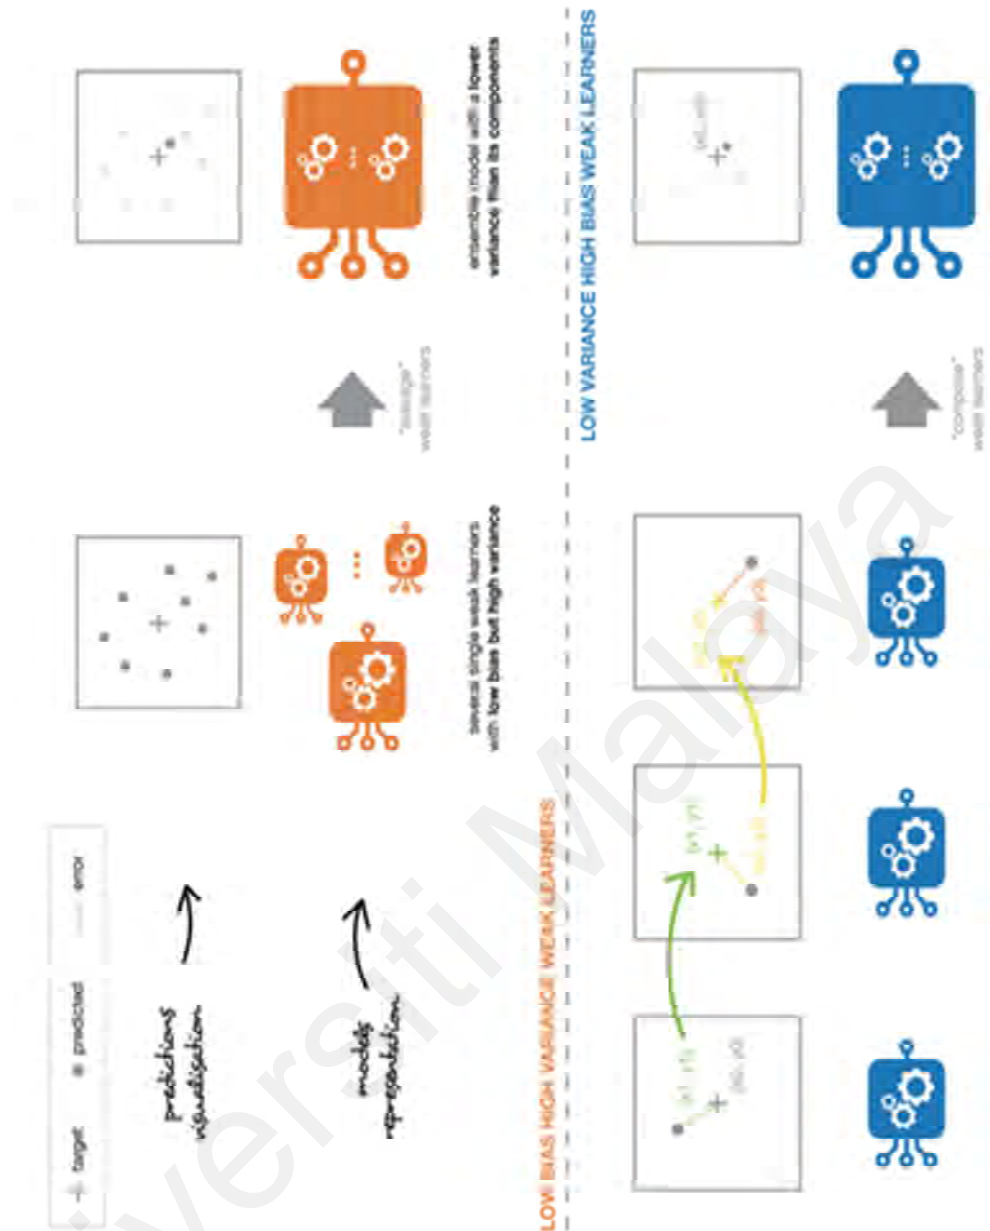 target
predicted
error
predictions
visualisation
models
representation
several single weak learners
with low bias but high variance
"average"
weak learners
ensemble model with a lower
variance than its components
LOW BIAS HIGH VARIANCE WEAK LEARNERS
LOW VARIANCE HIGH BIAS WEAK LEARNERS
"compose"
weak learners
...versiti Malaya